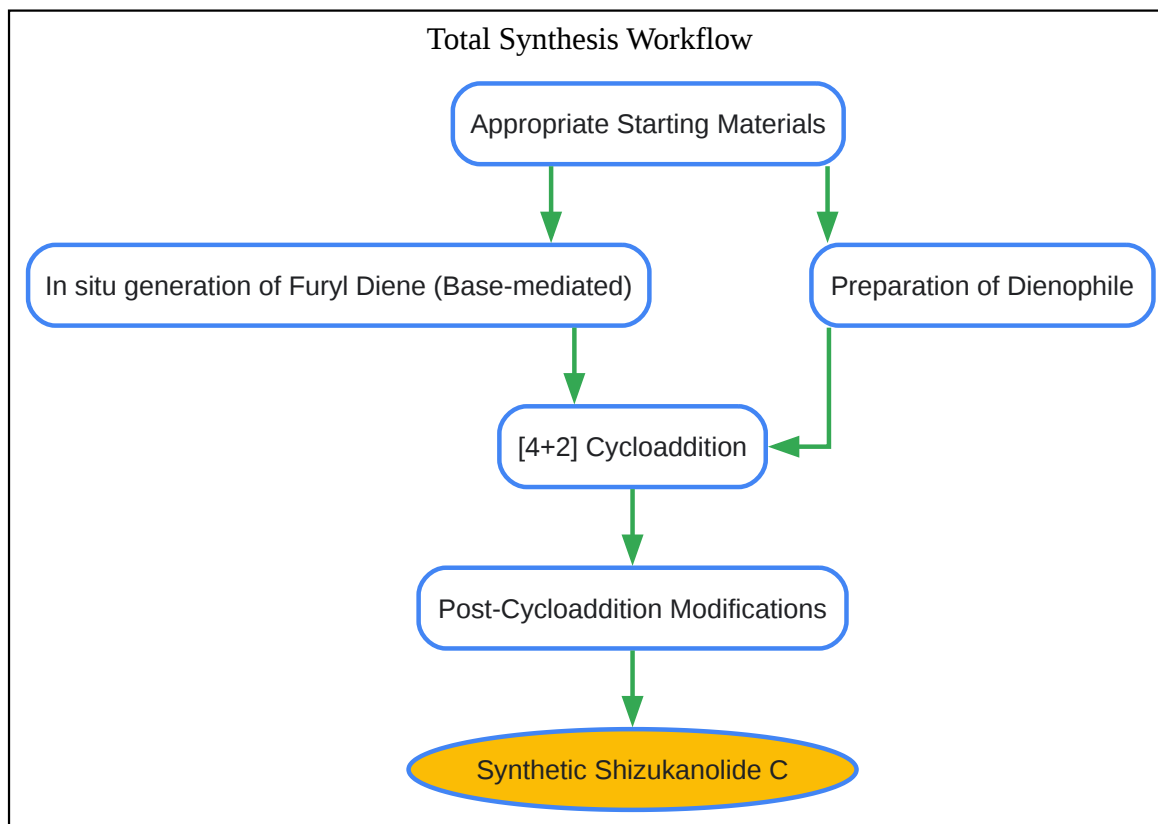 Total Synthesis Workflow
Appropriate Starting Materials
In situ generation of Furyl Diene (Base-mediated)
Preparation of Dienophile
[4+2] Cycloaddition
Post-Cycloaddition Modifications
Synthetic Shizukanolide C